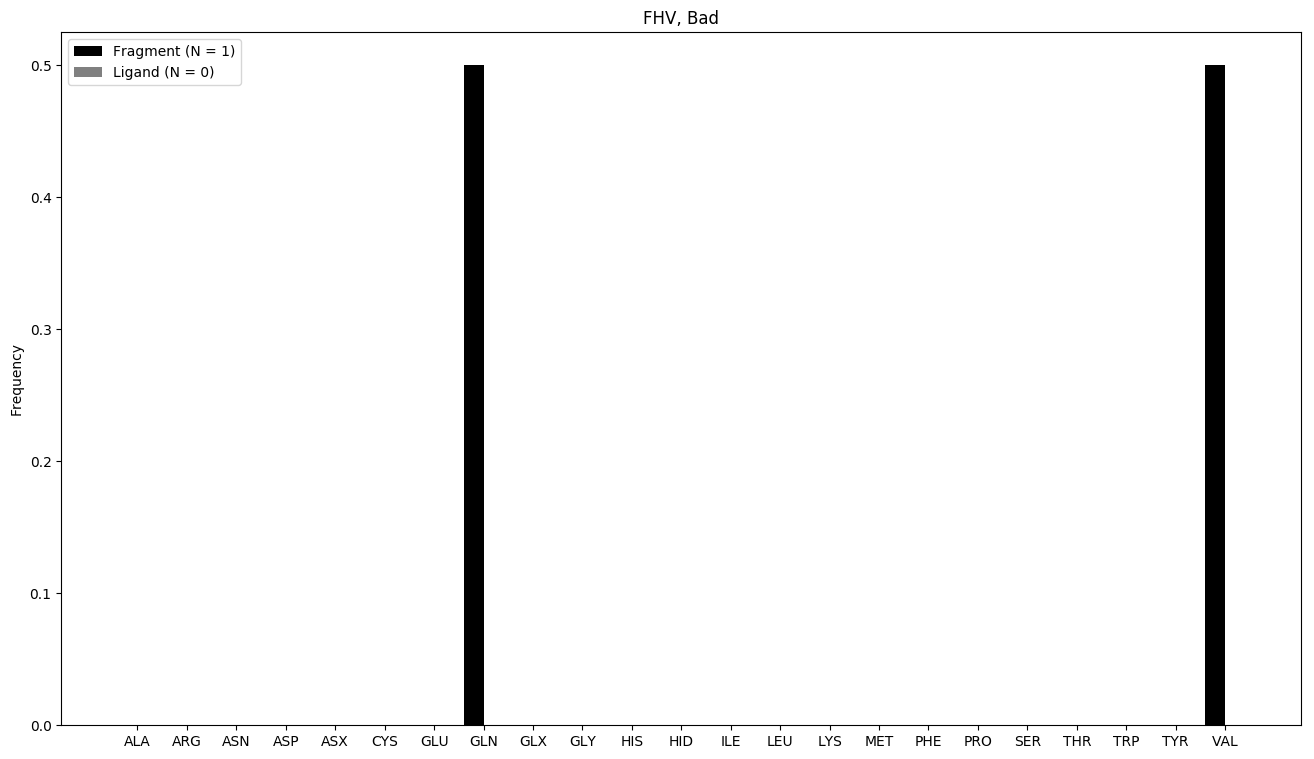 FHV, Bad
Fragment (N = 1)
Ligand (N = 0)
0.5
0.4
0.3
0.2
0.1
0.0
Frequency
ALA ARG ASN ASP ASX CYS GLU GLN GLX GLY HIS HID ILE LEU LYS MET PHE PRO SER THR TRP TYR VAL